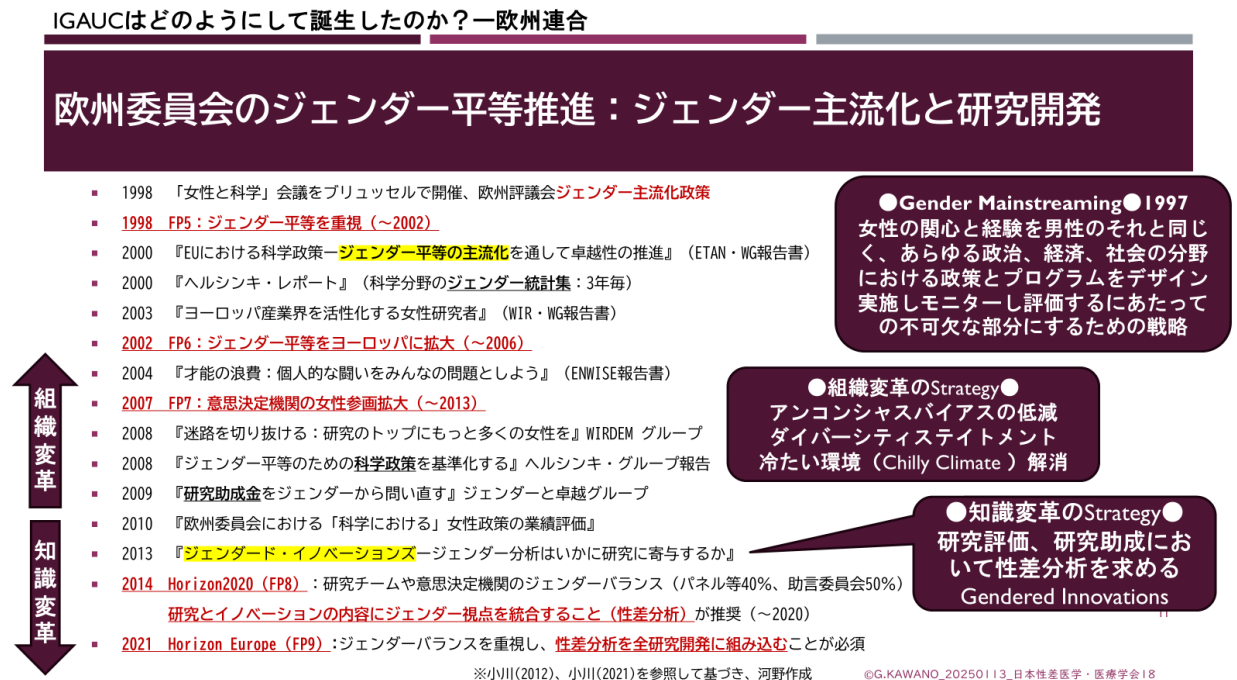 IGAUCはどのようにして誕生したのか？ー欧州連合
欧州委員会のジェンダー平等推進：ジェンダー主流化と研究開発
1998 「女性と科学」会議をブリュッセルで開催、欧州評議会ジェンダー主流化政策
1998 FP5：ジェンダー平等を重視（～2002）
2000 『EUにおける科学政策ージェンダー平等の主流化を通して卓越性の推進』（ETAN・WG報告書）
2000 『ヘルシンキ・レポート』（科学分野のジェンダー統計集：3年毎）
2003 『ヨーロッパ産業界を活性化する女性研究者』（WIR・WG報告書）
2002 FP6：ジェンダー平等をヨーロッパに拡大（～2006）
2004 『才能の浪費：個人的な闘いをみんなの問題としよう』（ENWISE報告書）
2007 FP7：意思決定機関の女性参画拡大（～2013）
2008 『迷路を切り抜ける：研究のトップにもっと多くの女性を』WIRDEM グループ
2008 『ジェンダー平等のための科学政策を基準化する』ヘルシンキ・グループ報告
2009 『研究助成金をジェンダーから問い直す』ジェンダーと卓越グループ
2010 『欧州委員会における「科学における」女性政策の業績評価』
2013 『ジェンダード・イノベーションズージェンダー分析はいかに研究に寄与するか』
2014 Horizon2020（FP8）：研究チームや意思決定機関のジェンダーバランス（パネル等40%、助言委員会50%）
研究とイノベーションの内容にジェンダー視点を統合すること（性差分析）が推奨（～2020）
2021 Horizon Europe（FP9）：ジェンダーバランスを重視し、性差分析を全研究開発に組み込むことが必須
組織変革
知識変革
●Gender Mainstreaming●1997
女性の関心と経験を男性のそれと同じ
く、あらゆる政治、経済、社会の分野
における政策とプログラムをデザイン
実施しモニターし評価するにあたって
の不可欠な部分にするための戦略
●組織変革のStrategy●
アンコンシャスバイアスの低減
ダイバーシティステイトメント
冷たい環境（Chilly Climate ）解消
●知識変革のStrategy●
研究評価、研究助成にお
いて性差分析を求める
Gendered Innovations
※小川(2012)、小川(2021)を参照して基づき、河野作成
©G.KAWANO_20250113_日本性差医学・医療学会18